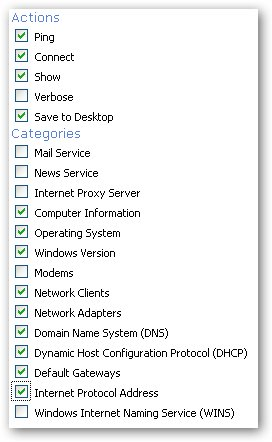 Actions
Ping
Connect
Show
Verbose
Save to Desktop
Categories
Mail Service
News Service
Internet Proxy Server
Computer Information
Operating System
Windows Version
Modems
Network Clients
Network Adapters
Domain Name System (DNS)
Dynamic Host Configuration Protocol (DHCP)
Default Gateways
Internet Protocol Address
Windows Internet Naming Service (WINS)